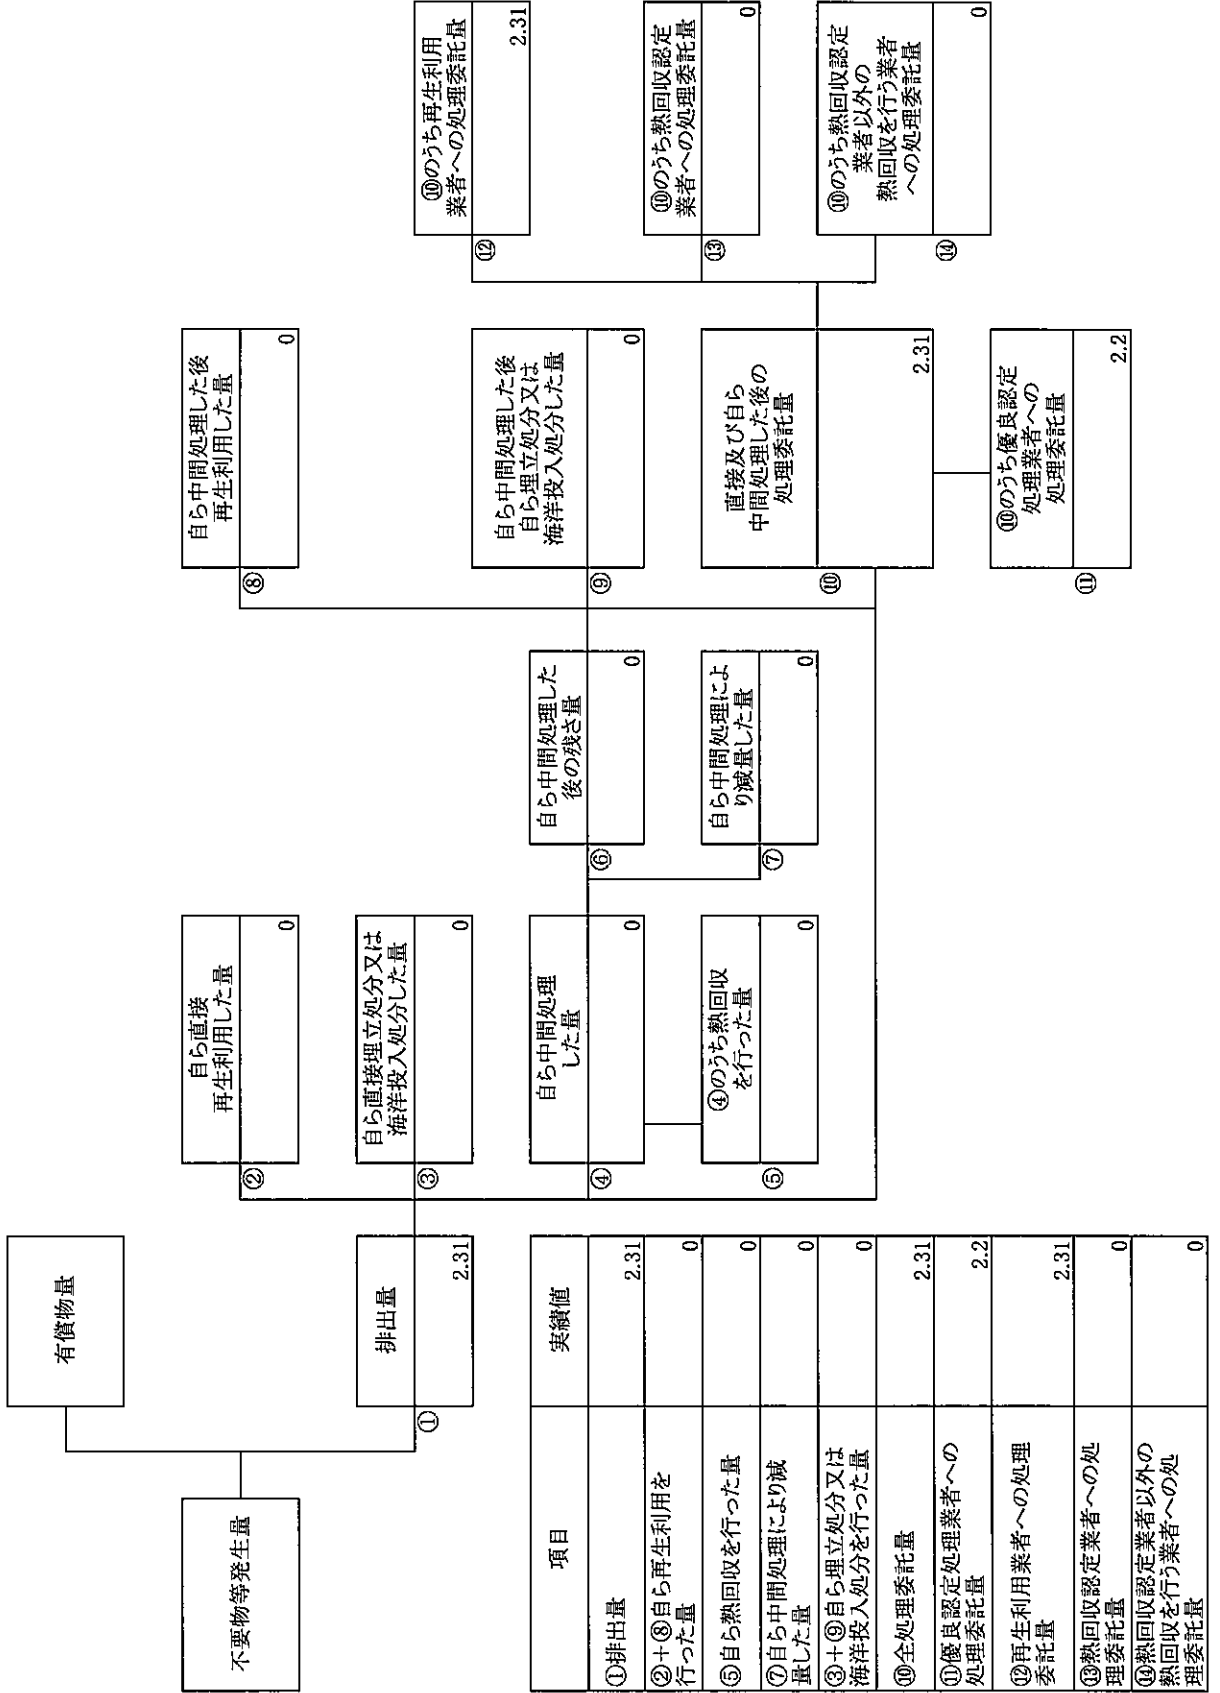 不要物等発生量
有償物量
排出量
①
2.31
自ら直接
再生利用した量
②
0
自ら直接埋立処分又は
海洋投入処分した量
③
0
自ら中間処理
した量
④
0
④のうち熱回収
を行った量
⑤
0
自ら中間処理した
後の残さ量
⑥
0
自ら中間処理によ
り減量した量
⑦
0
自ら中間処理した後
再生利用した量
⑧
0
自ら中間処理した後
自ら埋立処分又は
海洋投入処分した量
⑨
0
直接及び自ら
中間処理した後の
処理委託量
⑩
2.31
⑩のうち優良認定
処理業者への
処理委託量
⑪
2.2
⑩のうち再生利用
業者への処理委託量
⑫
2.31
⑩のうち熱回収認定
業者への処理委託量
⑬
0
⑩のうち熱回収認定
業者以外の
熱回収を行う業者
への処理委託量
⑭
0
項目 実績値
①排出量 2.31
②+⑧自ら再生利用を
行った量 0
⑤自ら熱回収を行った量 0
⑦自ら中間処理により減
量した量 0
③+⑨自ら埋立処分又は
海洋投入処分を行った量 0
⑩全処理委託量 2.31
⑪優良認定処理業者への
処理委託量 2.2
⑫再生利用業者への処理
委託量 2.31
⑬熱回収認定業者への処
理委託量 0
⑭熱回収認定業者以外の
熱回収を行う業者への処
理委託量 0